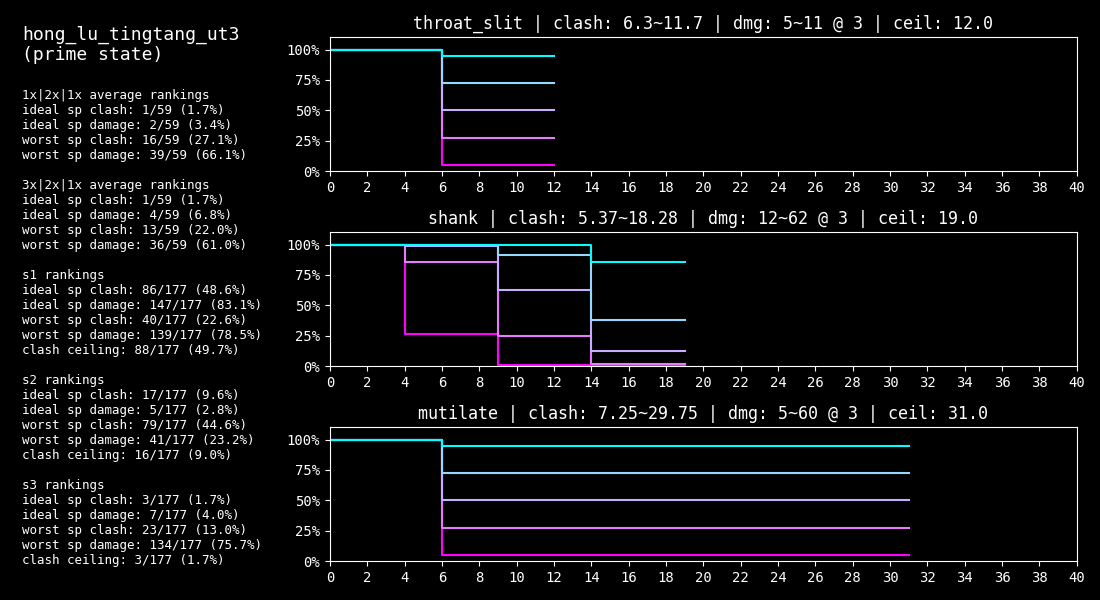 hong_lu_tingtang_ut3
(prime state)
1x|2x|1x average rankings
ideal sp clash: 1/59 (1.7%)
ideal sp damage: 2/59 (3.4%)
worst sp clash: 16/59 (27.1%)
worst sp damage: 39/59 (66.1%)
3x|2x|1x average rankings
ideal sp clash: 1/59 (1.7%)
ideal sp damage: 4/59 (6.8%)
worst sp clash: 13/59 (22.0%)
worst sp damage: 36/59 (61.0%)
s1 rankings
ideal sp clash: 86/177 (48.6%)
ideal sp damage: 147/177 (83.1%)
worst sp clash: 40/177 (22.6%)
worst sp damage: 139/177 (78.5%)
clash ceiling: 88/177 (49.7%)
s2 rankings
ideal sp clash: 17/177 (9.6%)
ideal sp damage: 5/177 (2.8%)
worst sp clash: 79/177 (44.6%)
worst sp damage: 41/177 (23.2%)
clash ceiling: 16/177 (9.0%)
s3 rankings
ideal sp clash: 3/177 (1.7%)
ideal sp damage: 7/177 (4.0%)
worst sp clash: 23/177 (13.0%)
worst sp damage: 134/177 (75.7%)
clash ceiling: 3/177 (1.7%)
throat_slit | clash: 6.3~11.7 | dmg: 5~11 @ 3 | ceil: 12.0
100%
75%
50%
25%
0%
0 2 4 6 8 10 12 14 16 18 20 22 24 26 28 30 32 34 36 38 40
shank | clash: 5.37~18.28 | dmg: 12~62 @ 3 | ceil: 19.0
100%
75%
50%
25%
0%
0 2 4 6 8 10 12 14 16 18 20 22 24 26 28 30 32 34 36 38 40
mutilate | clash: 7.25~29.75 | dmg: 5~60 @ 3 | ceil: 31.0
100%
75%
50%
25%
0%
0 2 4 6 8 10 12 14 16 18 20 22 24 26 28 30 32 34 36 38 40